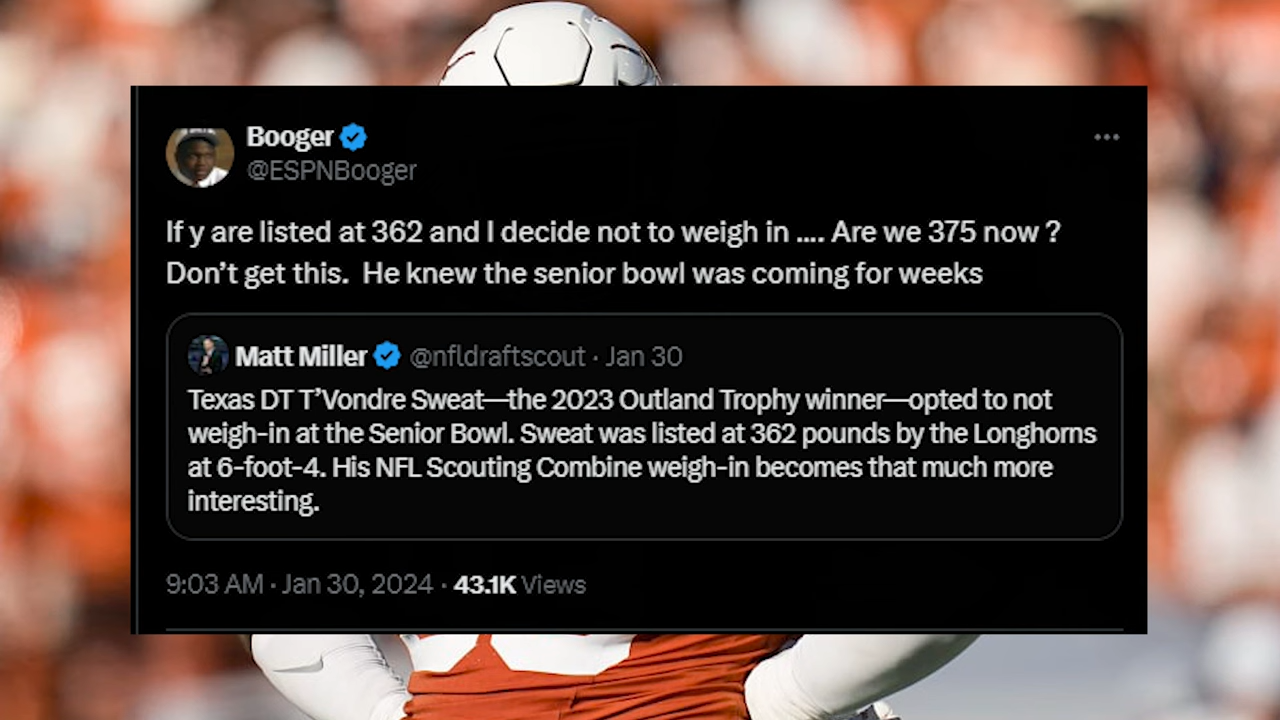 Booger
@ESPNBooger
If y are listed at 362 and I decide not to weigh in .... Are we 375 now ?
Don’t get this.  He knew the senior bowl was coming for weeks
Matt Miller @nfldraftscout · Jan 30
Texas DT T’Vondre Sweat—the 2023 Outland Trophy winner—opted to not
weigh-in at the Senior Bowl. Sweat was listed at 362 pounds by the Longhorns
at 6-foot-4. His NFL Scouting Combine weigh-in becomes that much more
interesting.
9:03 AM · Jan 30, 2024 · 43.1K Views